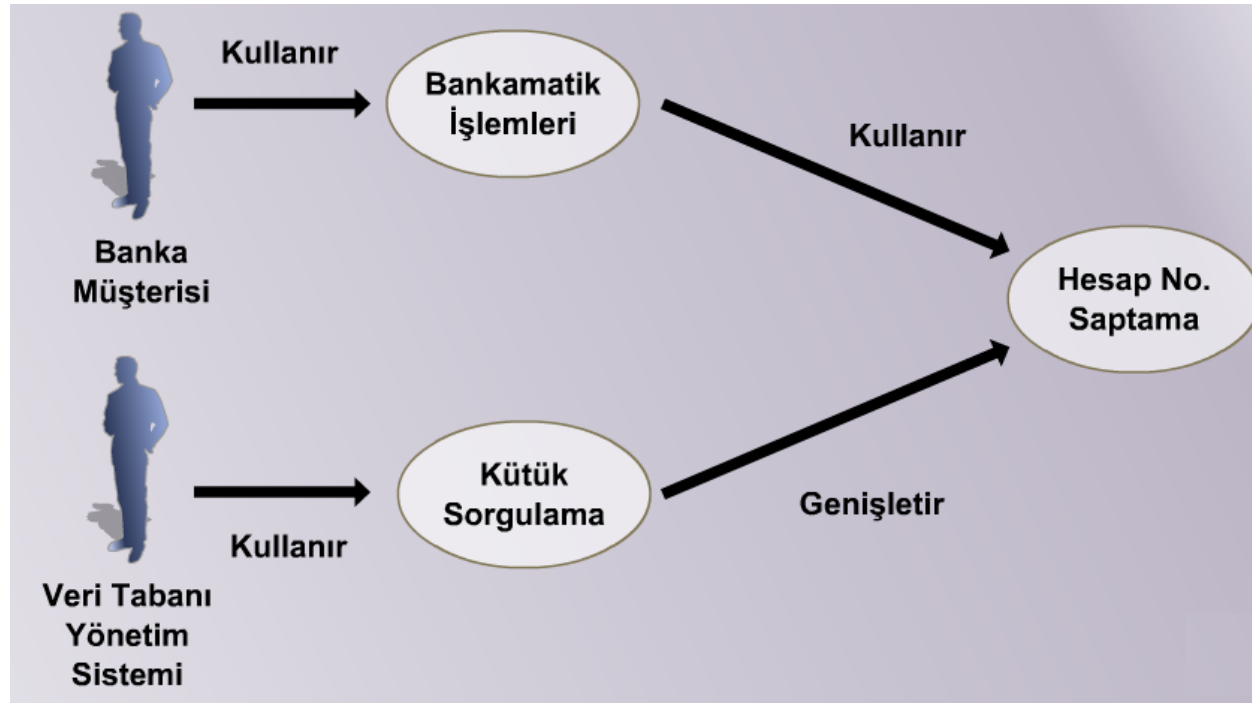 Kullanır
Bankamatik
İşlemleri
Kullanır
Banka
Müşterisi
Hesap No.
Saptama
Kütük
Sorgulama
Genişletir
Kullanır
Veri Tabanı
Yönetim
Sistemi